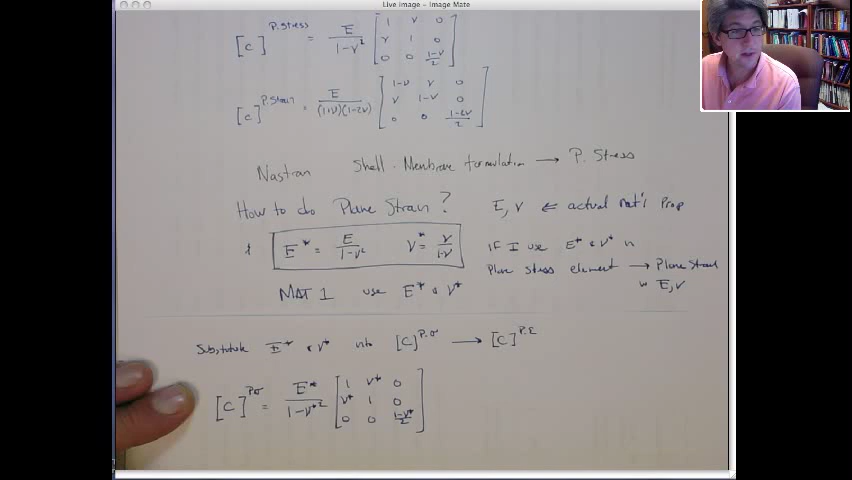 Live Image - Image Mate
[C]^{P.Stress} = E/(1-ν²) [1 ν 0; ν 1 0; 0 0 (1-ν)/2]
[C]^{P.Strain} = E/((1+ν)(1-2ν)) [1-ν ν 0; ν 1-ν 0; 0 0 (1-2ν)/2]
Nastran Shell - Membrane formulation → P. Stress
How to do Plane Strain? E, ν ← actual mat'l Prop
E* = E/(1-ν²) ν* = ν/(1-ν) IF I use E* & ν* in
Plane stress element → Plane Strain
w E, ν
MAT 1 use E* & ν*
Substitute E* & ν* into [C]^{P.σ} → [C]^{P.ε}
[C]^{Pσ} = E*/(1-ν*²) [1 ν* 0; ν* 1 0; 0 0 (1-ν*)/2]